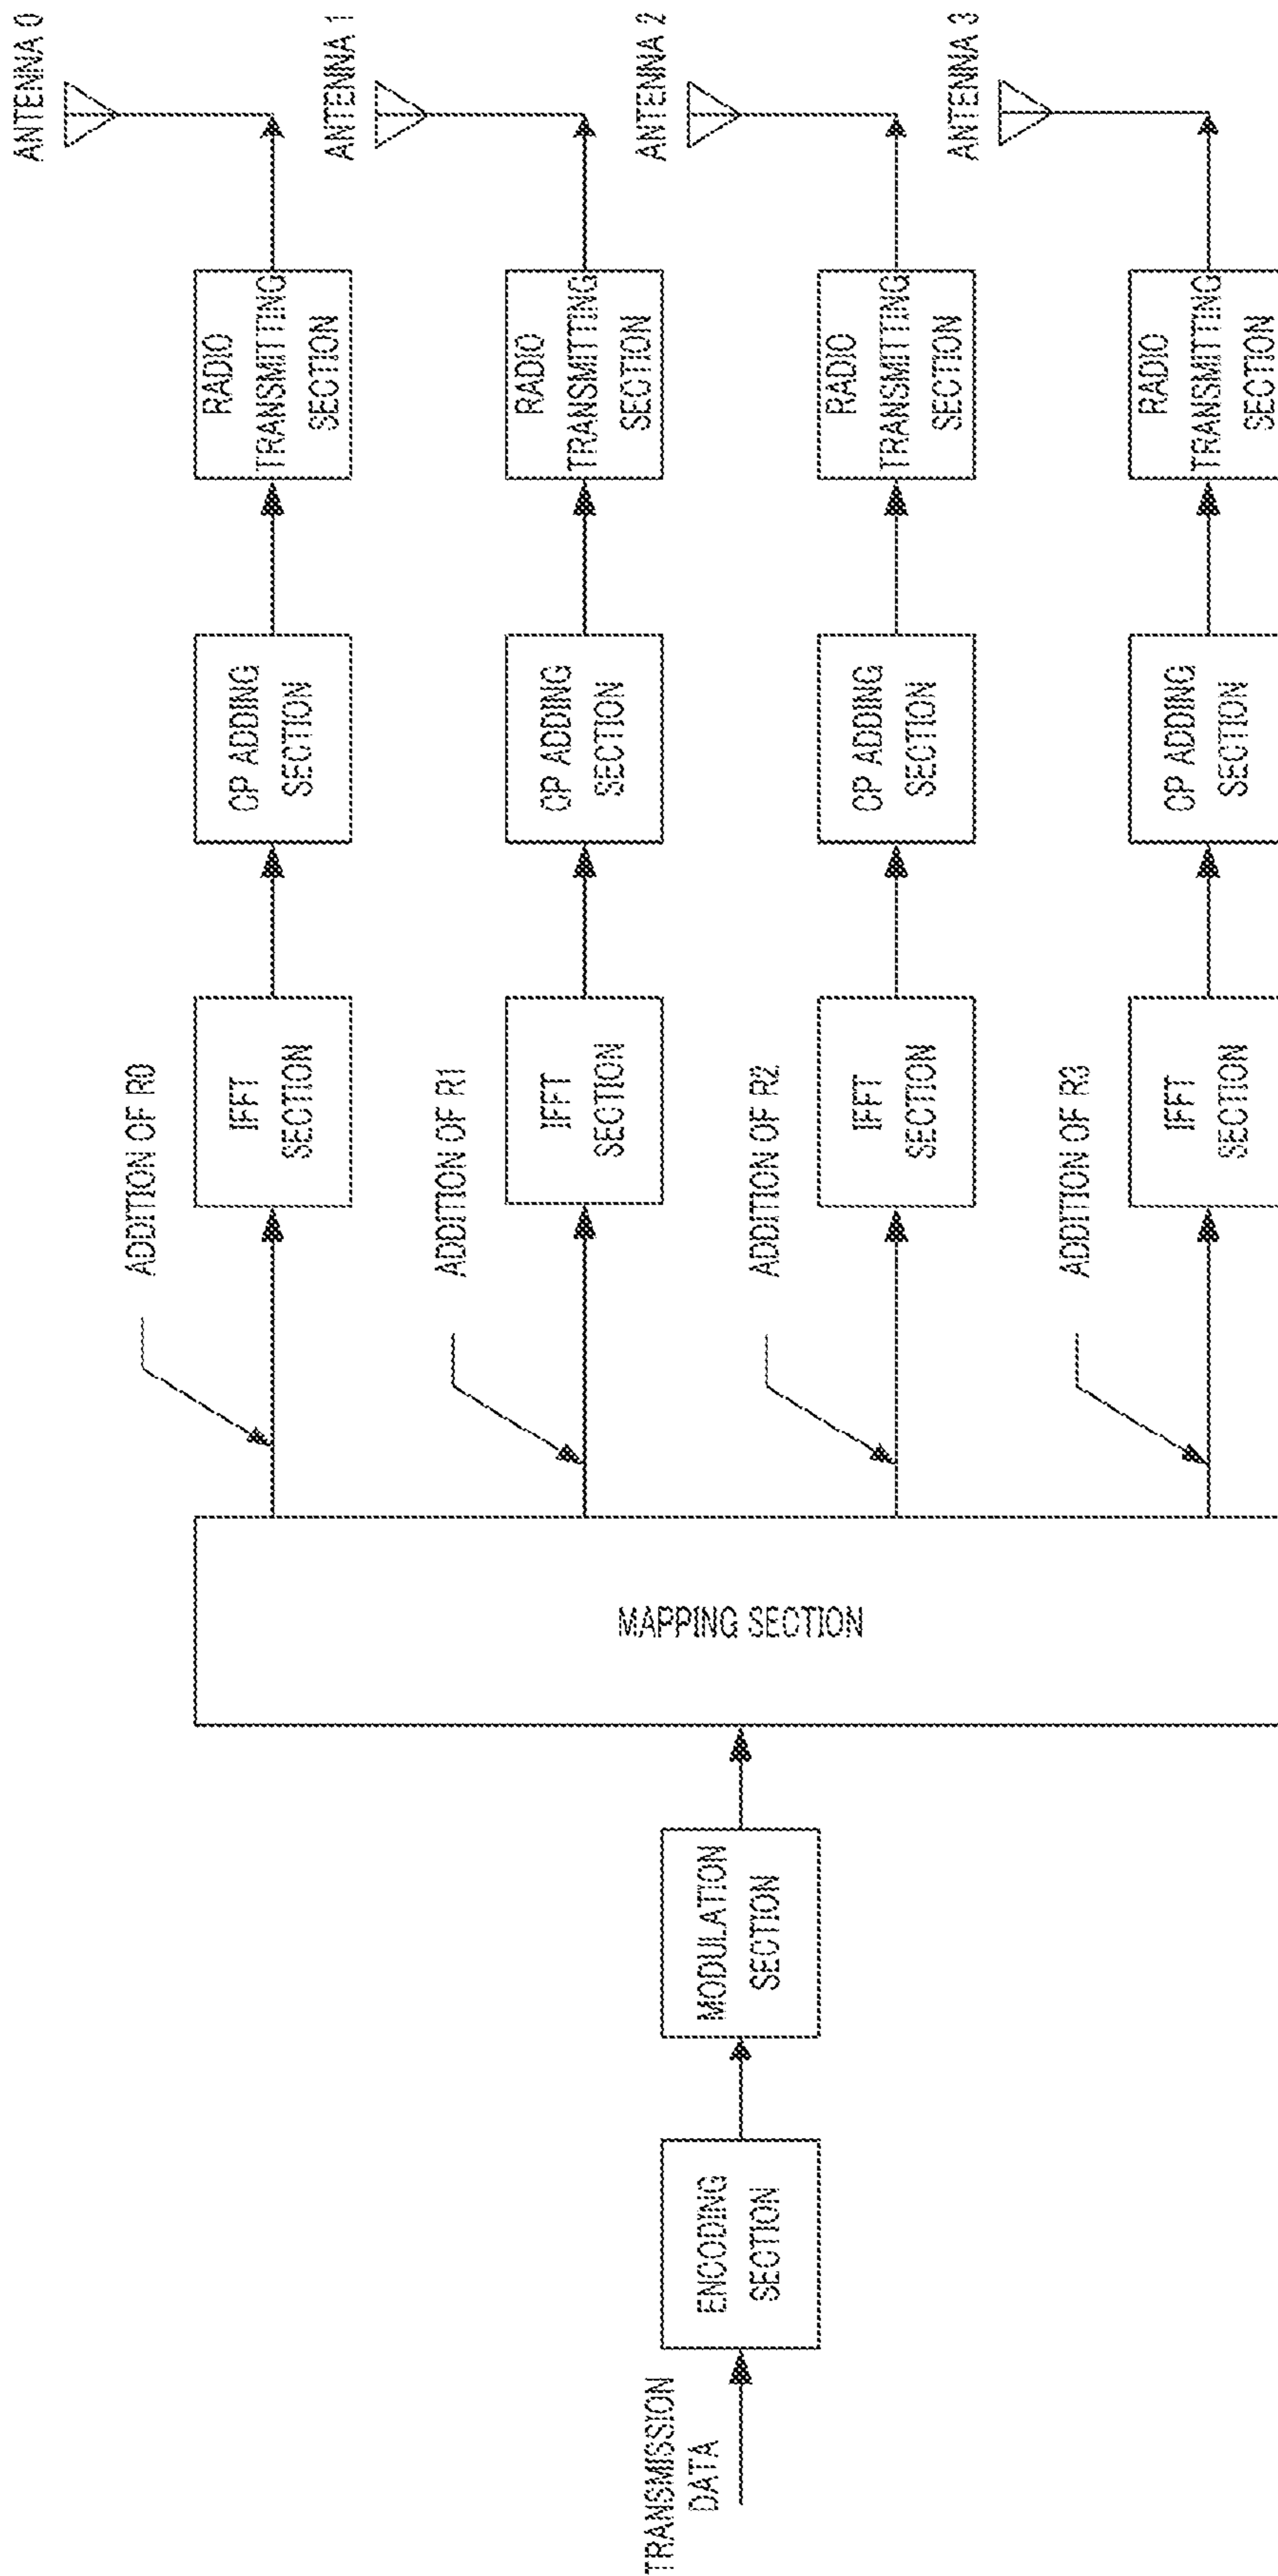 TRANSMISSION
DATA
ENCODING
SECTION
MODULATION
SECTION
MAPPING SECTION
ADDITION OF R0
IFFT
SECTION
CP ADDING
SECTION
RADIO
TRANSMITTING
SECTION
ANTENNA 0
ADDITION OF R1
IFFT
SECTION
CP ADDING
SECTION
RADIO
TRANSMITTING
SECTION
ANTENNA 1
ADDITION OF R2
IFFT
SECTION
CP ADDING
SECTION
RADIO
TRANSMITTING
SECTION
ANTENNA 2
ADDITION OF R3
IFFT
SECTION
CP ADDING
SECTION
RADIO
TRANSMITTING
SECTION
ANTENNA 3